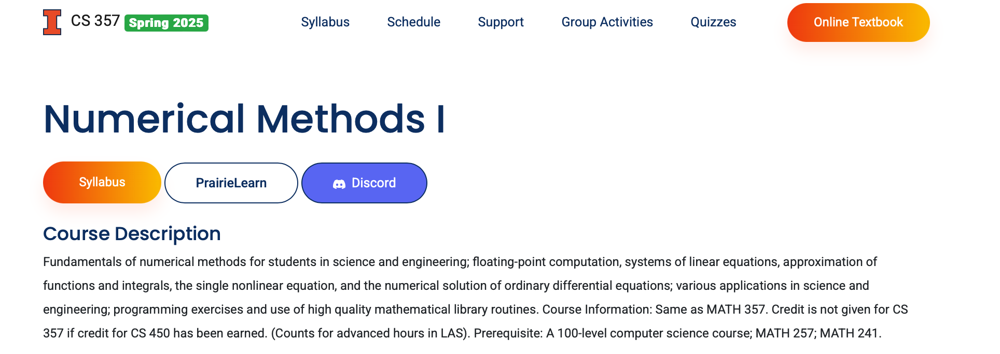 CS 357 Spring 2025 Syllabus Schedule Support Group Activities Quizzes Online Textbook
Numerical Methods I
Syllabus PrairieLearn Discord
Course Description
Fundamentals of numerical methods for students in science and engineering; floating-point computation, systems of linear equations, approximation of
functions and integrals, the single nonlinear equation, and the numerical solution of ordinary differential equations; various applications in science and
engineering; programming exercises and use of high quality mathematical library routines. Course Information: Same as MATH 357. Credit is not given for CS
357 if credit for CS 450 has been earned. (Counts for advanced hours in LAS). Prerequisite: A 100-level computer science course; MATH 257; MATH 241.